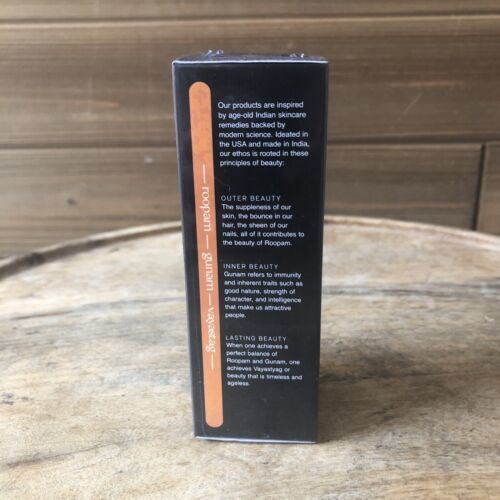 Our products are inspired
by age-old Indian skincare
remedies backed by
modern science. Ideated in
the USA and made in India,
our ethos is rooted in these
principles of beauty:
OUTER BEAUTY
The suppleness of our
skin, the bounce in our
hair, the sheen of our
nails, all of it contributes to
the beauty of Roopam.
INNER BEAUTY
Gunam refers to immunity
and inherent traits such as
good nature, strength of
character, and intelligence
that make us attractive
people.
LASTING BEAUTY
When one achieves a
perfect balance of
Roopam and Gunam, one
achieves Vayastyag or
beauty that is timeless and
ageless.
— roopam — gunam — vayastyag —